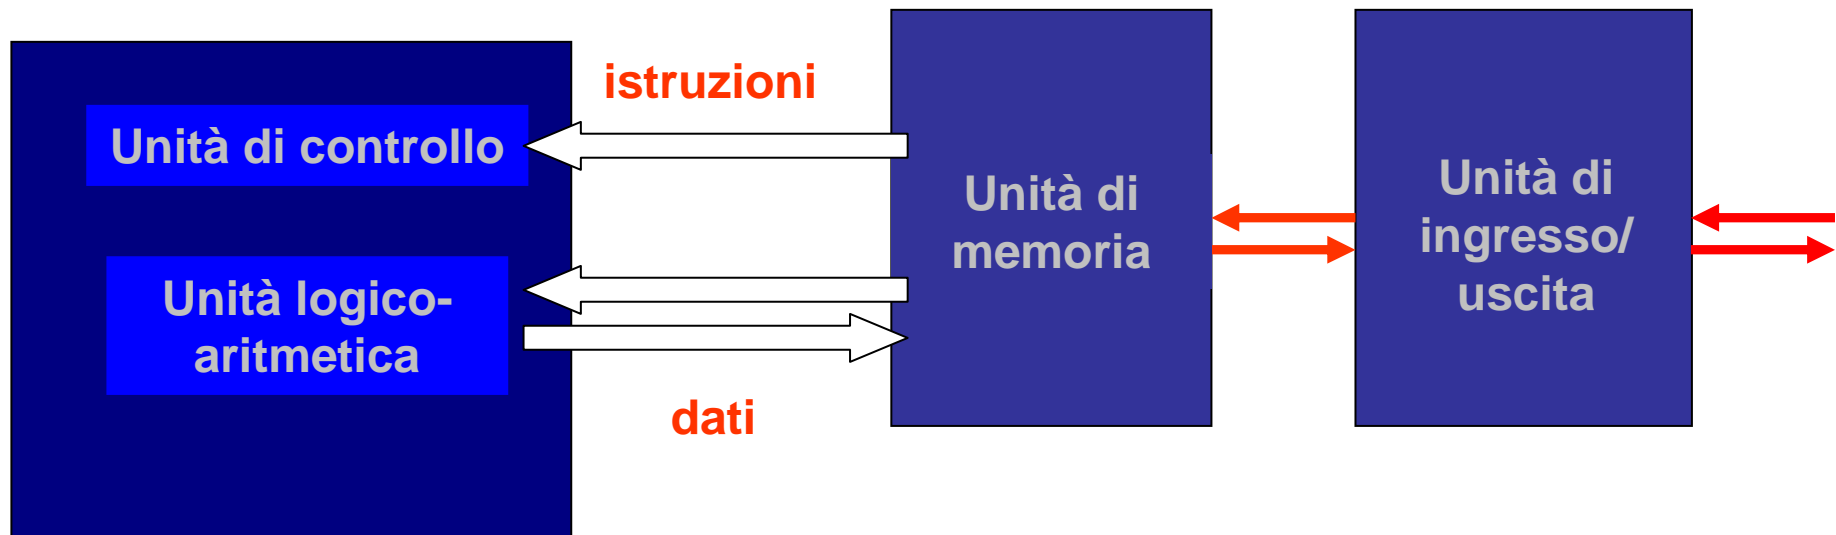 istruzioni
Unità di controllo
Unità logico-
aritmetica
dati
Unità di
memoria
Unità di
ingresso/
uscita